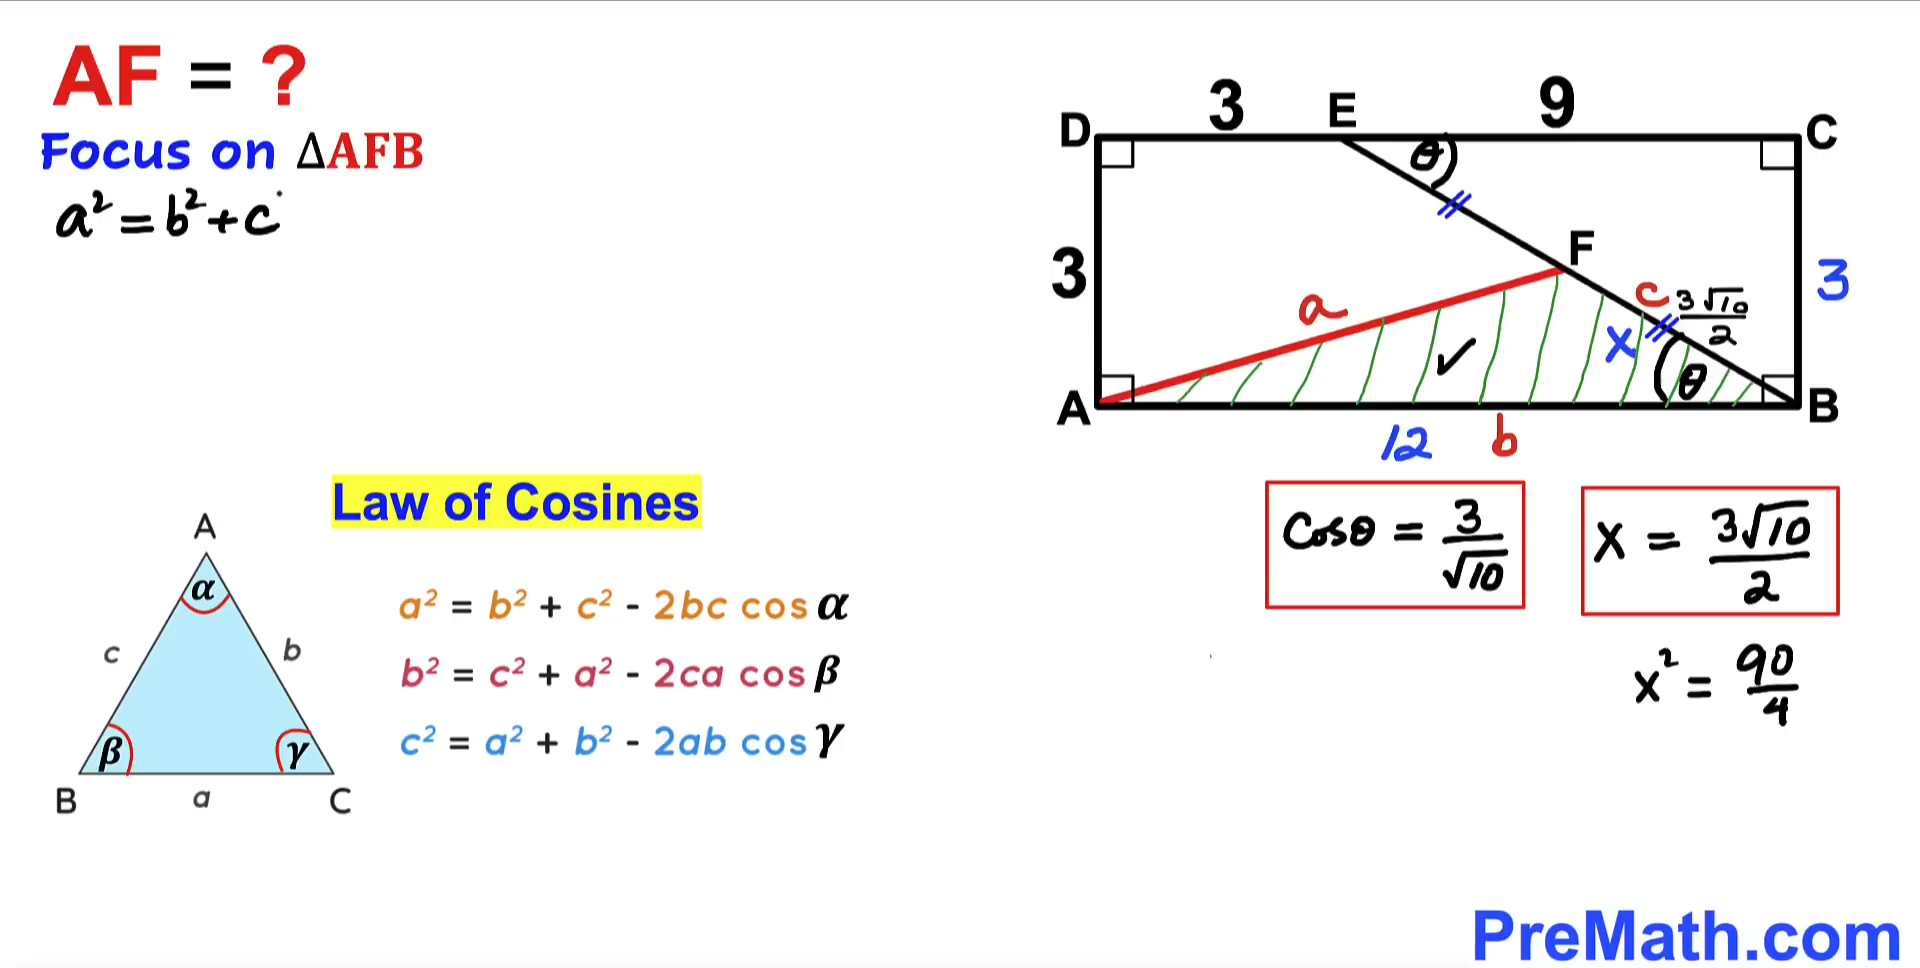 AF = ?
Focus on ΔAFB
a² = b² + c
3
E
9
D
C
θ
F
3
a
c
3√10/2
3
x
θ
A
B
12
b
Law of Cosines
Cosθ = 3/√10
x = 3√10/2
x² = 90/4
A
α
c
b
β
γ
B
a
C
a² = b² + c² - 2bc cos α
b² = c² + a² - 2ca cos β
c² = a² + b² - 2ab cos γ
PreMath.com